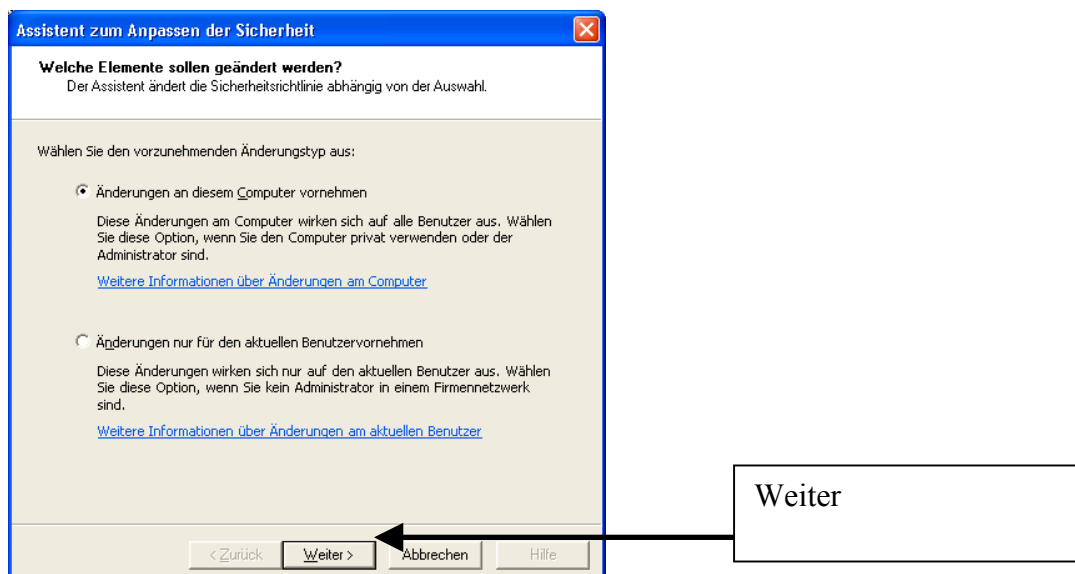 Assistent zum Anpassen der Sicherheit
Welche Elemente sollen geändert werden?
Der Assistent ändert die Sicherheitsrichtlinie abhängig von der Auswahl.
Wählen Sie den vorzunehmenden Änderungstyp aus:
Änderungen an diesem Computer vornehmen
Diese Änderungen am Computer wirken sich auf alle Benutzer aus. Wählen
Sie diese Option, wenn Sie den Computer privat verwenden oder der
Administrator sind.
Weitere Informationen über Änderungen am Computer
Änderungen nur für den aktuellen Benutzervornehmen
Diese Änderungen wirken sich nur auf den aktuellen Benutzer aus. Wählen
Sie diese Option, wenn Sie kein Administrator in einem Firmennetzwerk
sind.
Weitere Informationen über Änderungen am aktuellen Benutzer
< Zurück Weiter > Abbrechen Hilfe
Weiter